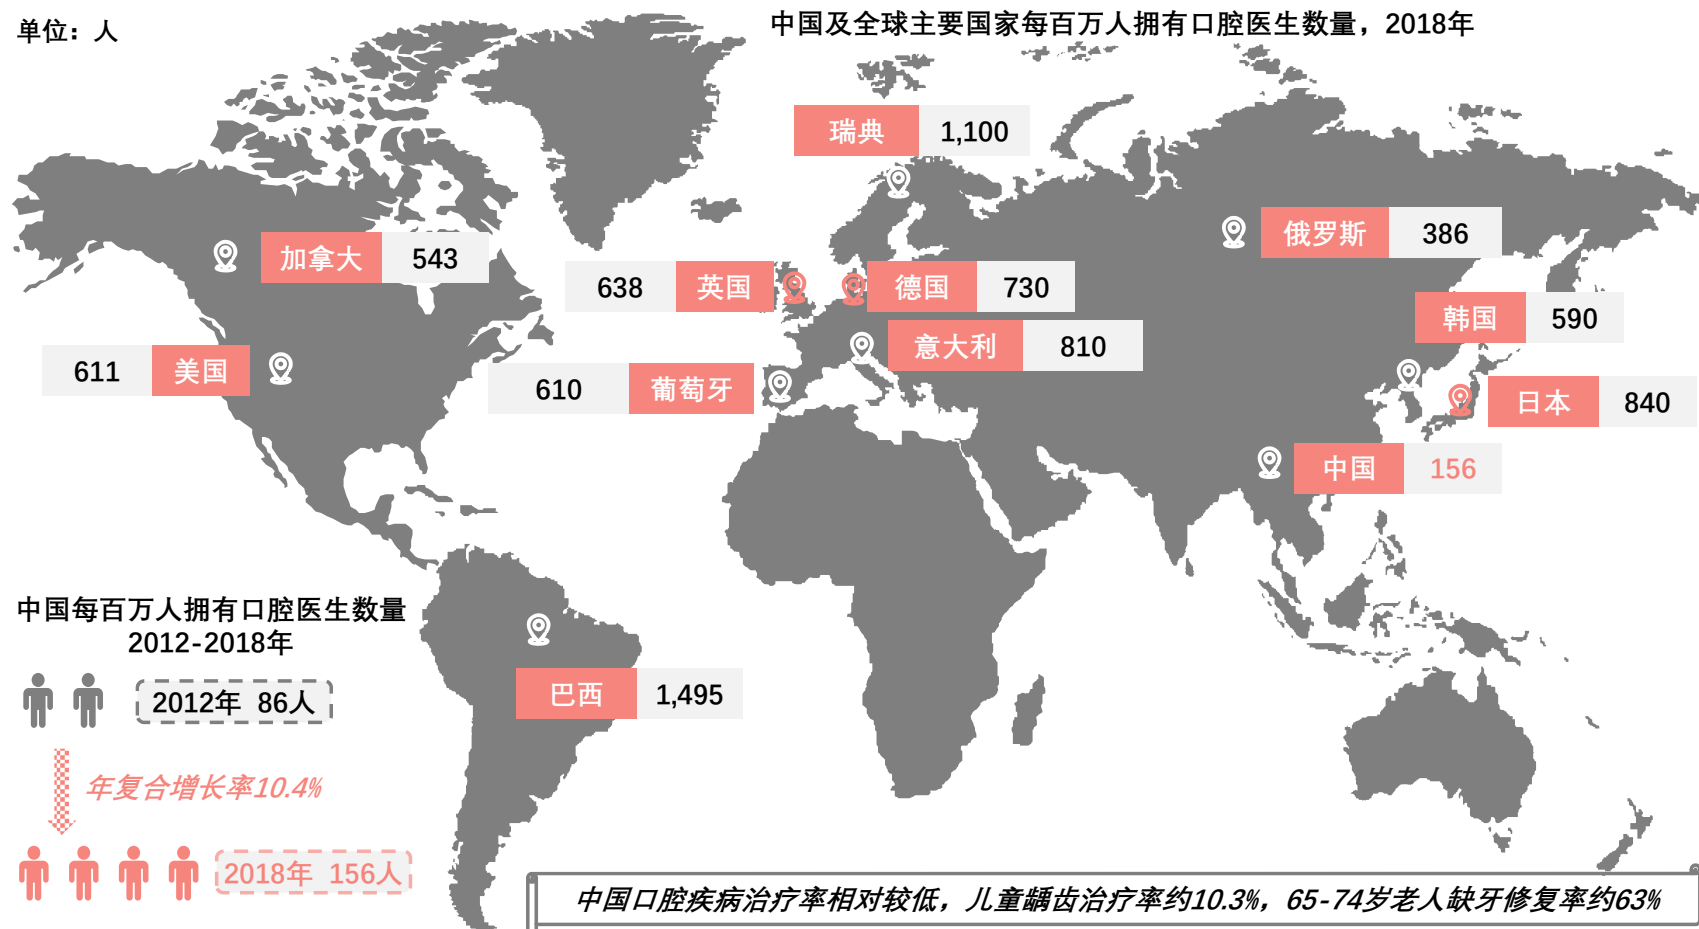 单位：人
中国及全球主要国家每百万人拥有口腔医生数量，2018年
瑞典 1,100
俄罗斯 386
加拿大 543
638 英国
德国 730
韩国 590
意大利 810
611 美国
610 葡萄牙
日本 840
中国 156
中国每百万人拥有口腔医生数量
2012-2018年
巴西 1,495
2012年 86人
年复合增长率10.4%
2018年 156人
中国口腔疾病治疗率相对较低，儿童龋齿治疗率约10.3%，65-74岁老人缺牙修复率约63%